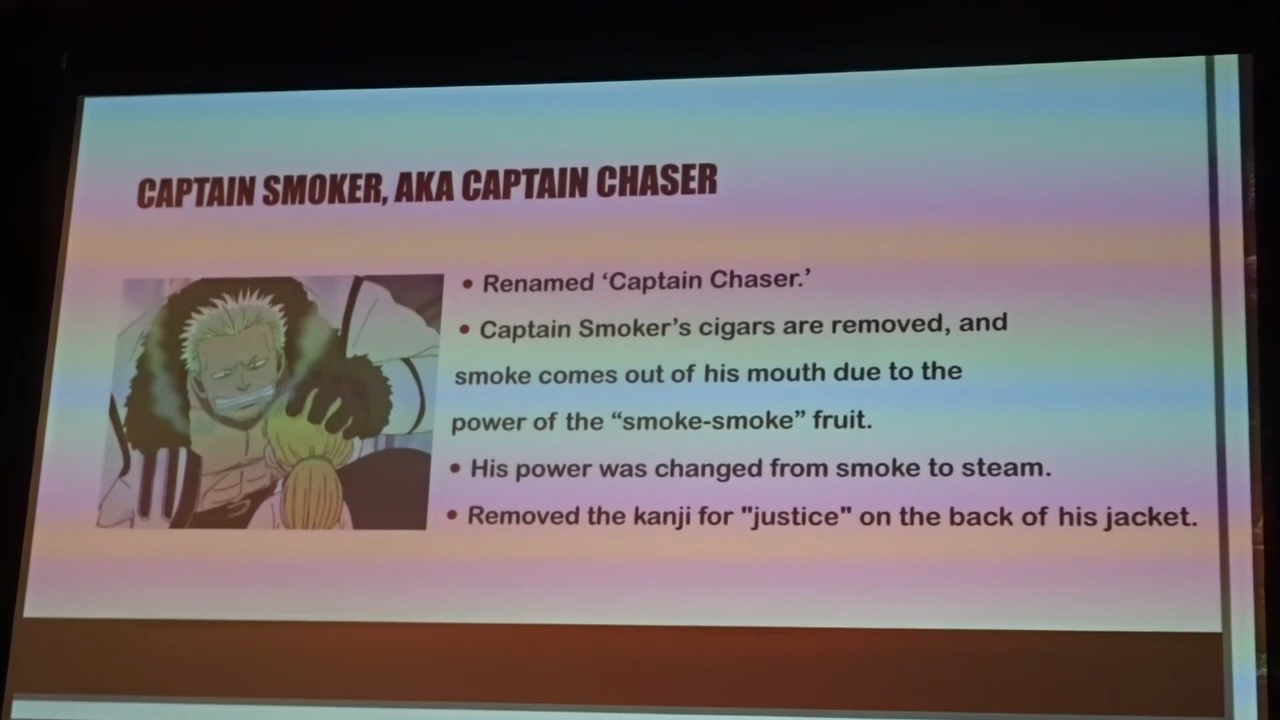 CAPTAIN SMOKER, AKA CAPTAIN CHASER
• Renamed ‘Captain Chaser.’
• Captain Smoker’s cigars are removed, and
smoke comes out of his mouth due to the
power of the “smoke-smoke” fruit.
• His power was changed from smoke to steam.
• Removed the kanji for "justice" on the back of his jacket.